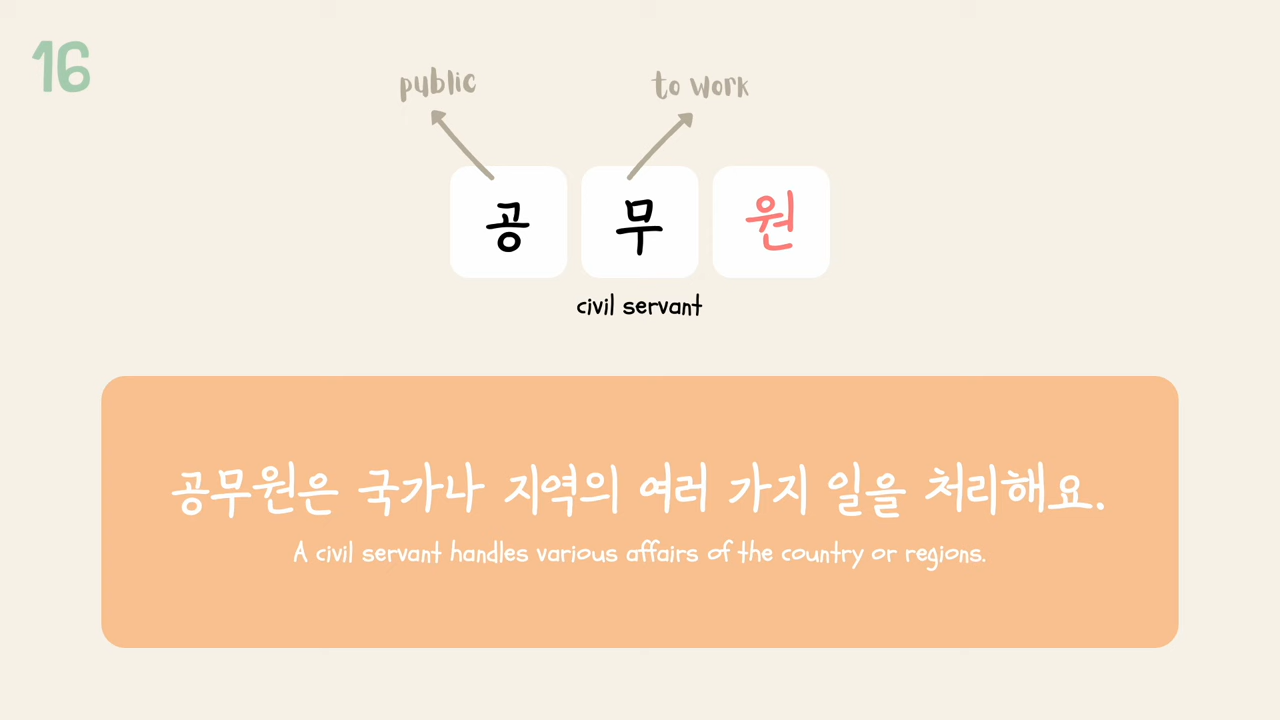 16
public
to work
공 무 원
civil servant
공무원은 국가나 지역의 여러 가지 일을 처리해요.
A civil servant handles various affairs of the country or regions.